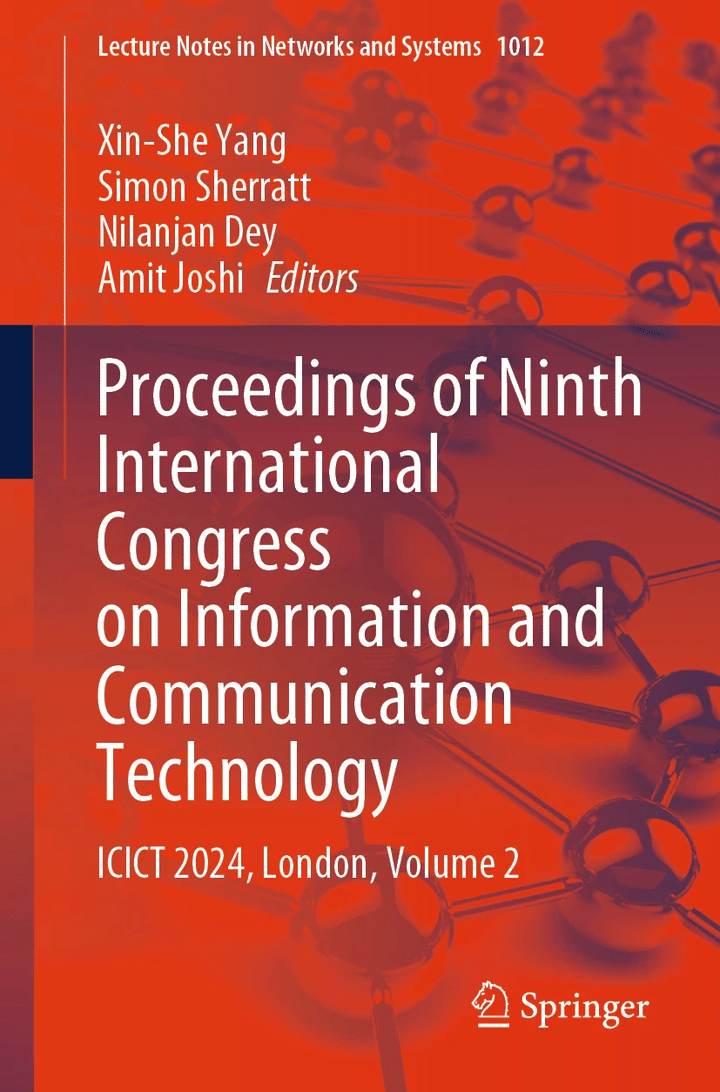 Lecture Notes in Networks and Systems 1012
Xin-She Yang
Simon Sherratt
Nilanjan Dey
Amit Joshi Editors
Proceedings of Ninth
International
Congress
on Information and
Communication
Technology
ICICT 2024, London, Volume 2
Springer